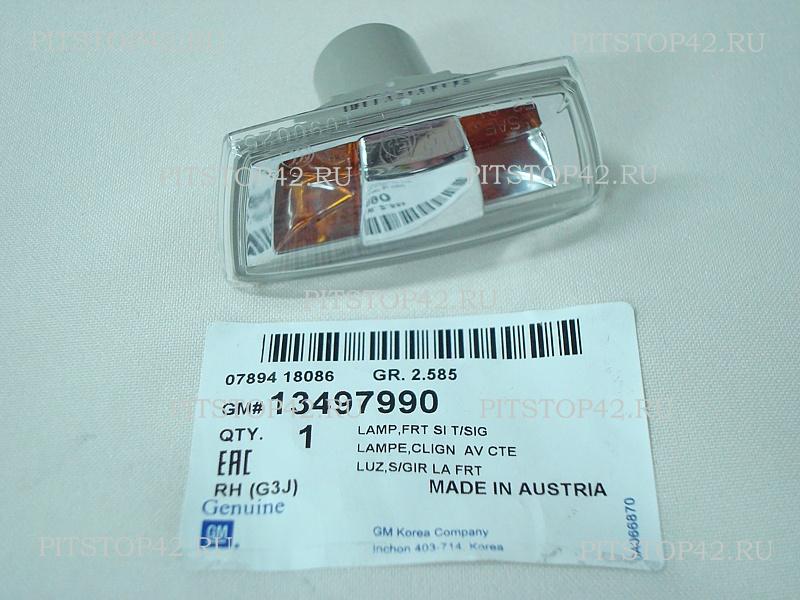 PITSTOP42.RU PITSTOP42.RU
PITSTOP42.RU PITSTOP42.RU
PITSTOP42.RU
07894 18086 GR. 2.585
GM# 13497990
PITSTOP42.RU PITSTOP42.RU
QTY. 1 LAMP,FRT SI T/SIG
LAMPE,CLIGN AV CTE
EAC
LUZ,S/GIR LA FRT
RH (G3J) MADE IN AUSTRIA
Genuine
GM
GM Korea Company
Inchon 403-714, Korea
PITSTOP42.RU PITSTOP42.RU